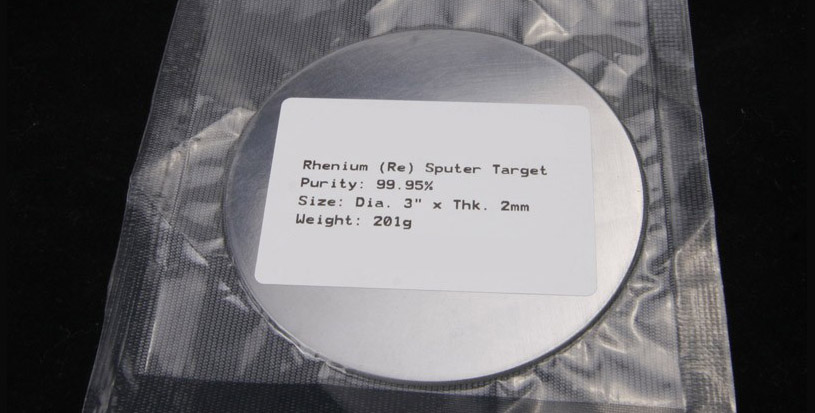 Rhenium (Re) Sputer Target
Purity: 99.95%
Size: Dia. 3" x Thk. 2mm
Weight: 201g